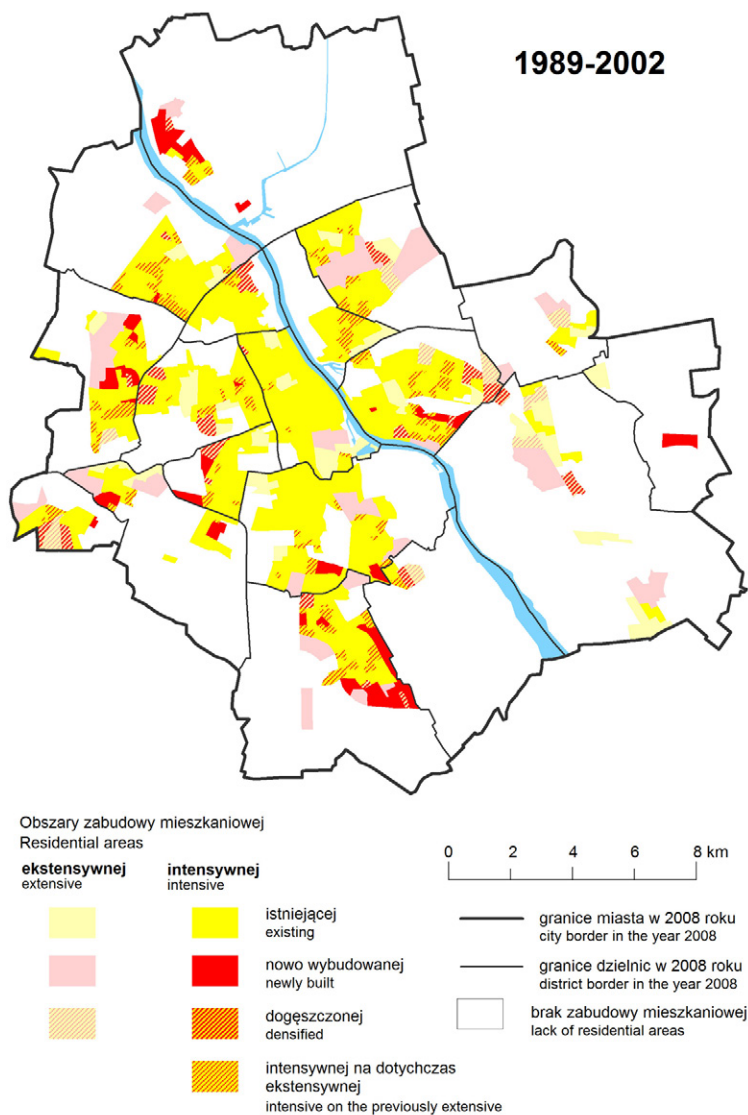 1989-2002
Obszary zabudowy mieszkaniowej
Residential areas
ekstensywnej
extensive
intensywnej
intensive
istniejącej
existing
nowo wybudowanej
newly built
dogęszczonej
densified
intensywnej na dotychczas
ekstensywnej
intensive on the previously extensive
0 2 4 6 8 km
granice miasta w 2008 roku
city border in the year 2008
granice dzielnic w 2008 roku
district border in the year 2008
brak zabudowy mieszkaniowej
lack of residential areas